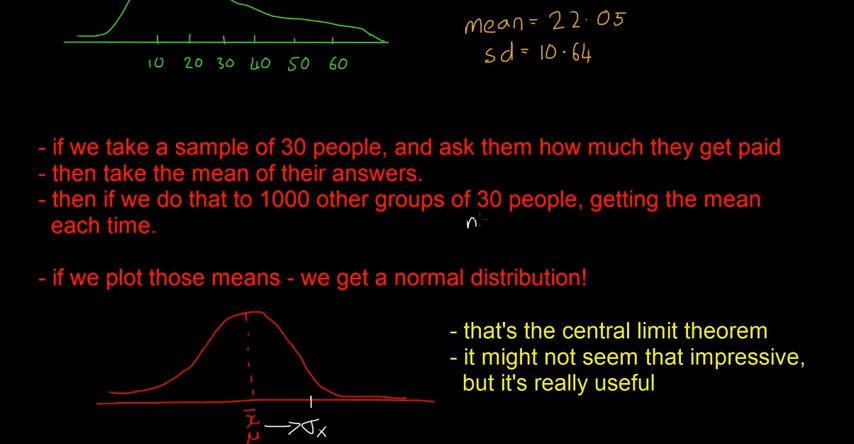 mean = 22.05
sd = 10.64
10 20 30 40 50 60
- if we take a sample of 30 people, and ask them how much they get paid
- then take the mean of their answers.
- then if we do that to 1000 other groups of 30 people, getting the mean
each time.
n
- if we plot those means - we get a normal distribution!
- that's the central limit theorem
- it might not seem that impressive,
but it's really useful
x̄ → σx
μ